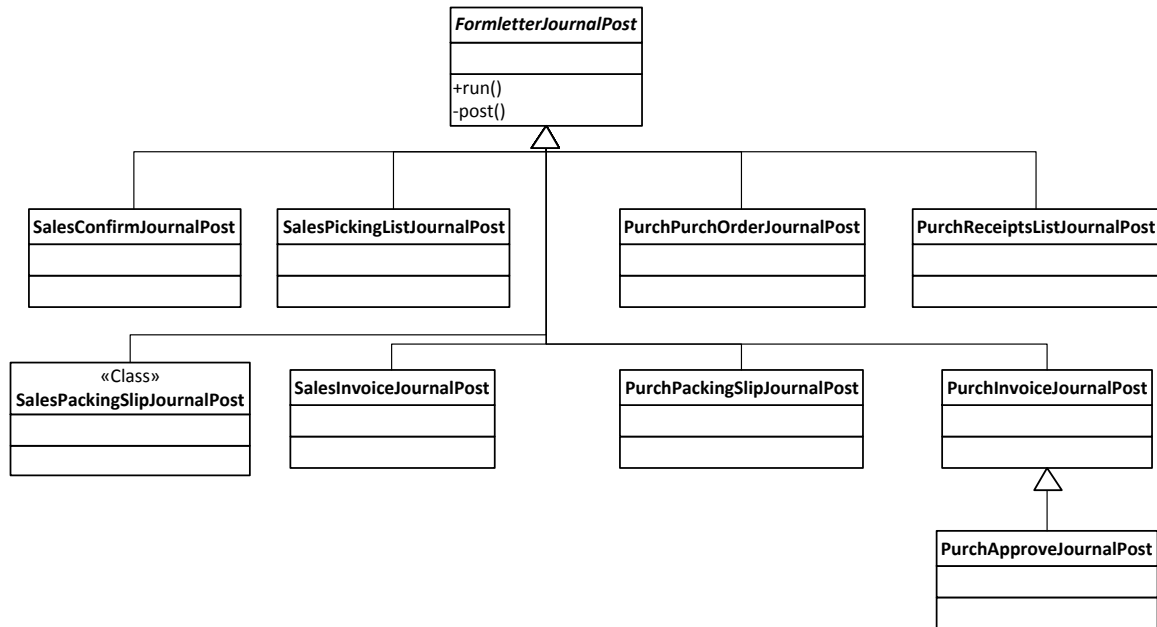 FormletterJournalPost
+run()
-post()
SalesConfirmJournalPost
SalesPickingListJournalPost
PurchPurchOrderJournalPost
PurchReceiptsListJournalPost
«Class»
SalesPackingSlipJournalPost
SalesInvoiceJournalPost
PurchPackingSlipJournalPost
PurchInvoiceJournalPost
PurchApproveJournalPost